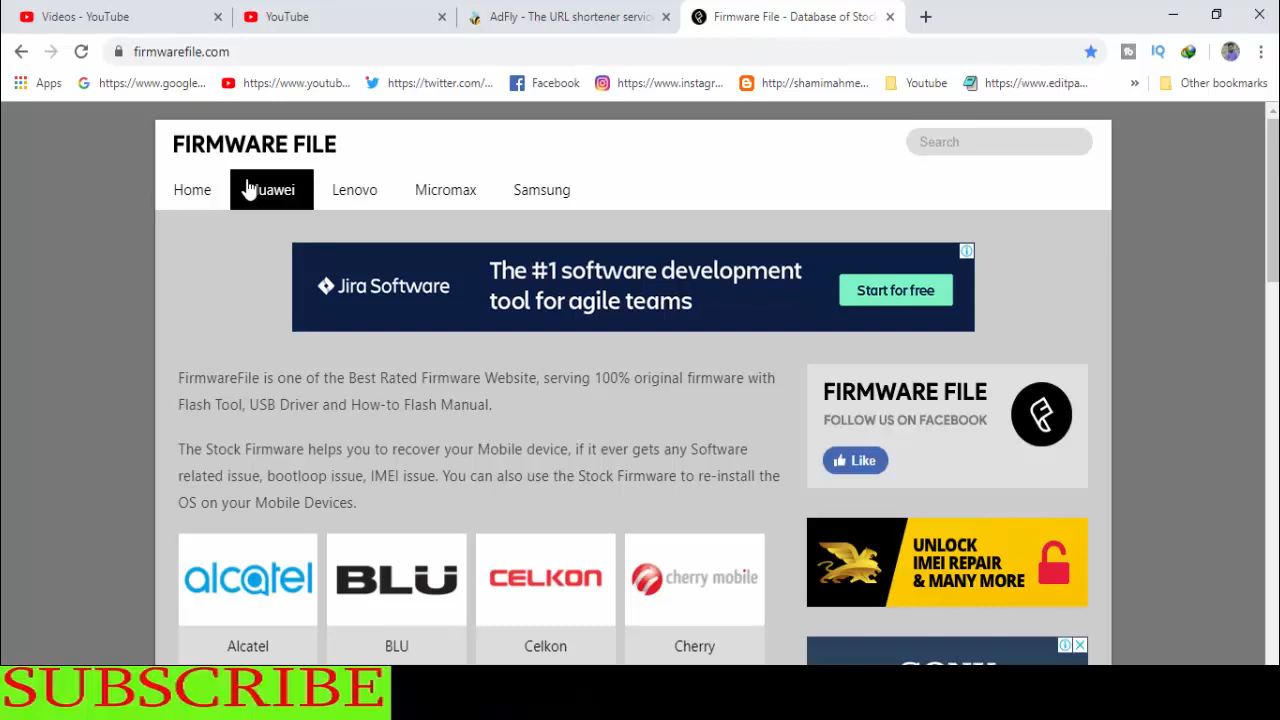 Videos - YouTube
YouTube
AdFly - The URL shortener servic
Firmware File - Database of Stoc
firmwarefile.com
Apps
https://www.google...
https://www.youtub...
https://twitter.com/...
Facebook
https://www.instagr...
http://shamimahme...
Youtube
https://www.editpa...
»
Other bookmarks
FIRMWARE FILE
Search
Home
Huawei
Lenovo
Micromax
Samsung
Jira Software
The #1 software development
tool for agile teams
Start for free
FirmwareFile is one of the Best Rated Firmware Website, serving 100% original firmware with
Flash Tool, USB Driver and How-to Flash Manual.
The Stock Firmware helps you to recover your Mobile device, if it ever gets any Software
related issue, bootloop issue, IMEI issue. You can also use the Stock Firmware to re-install the
OS on your Mobile Devices.
FIRMWARE FILE
FOLLOW US ON FACEBOOK
Like
UNLOCK
IMEI REPAIR
& MANY MORE
alcatel
BLU
CELKON
cherry mobile
Alcatel
BLU
Celkon
Cherry
SUBSCRIBE